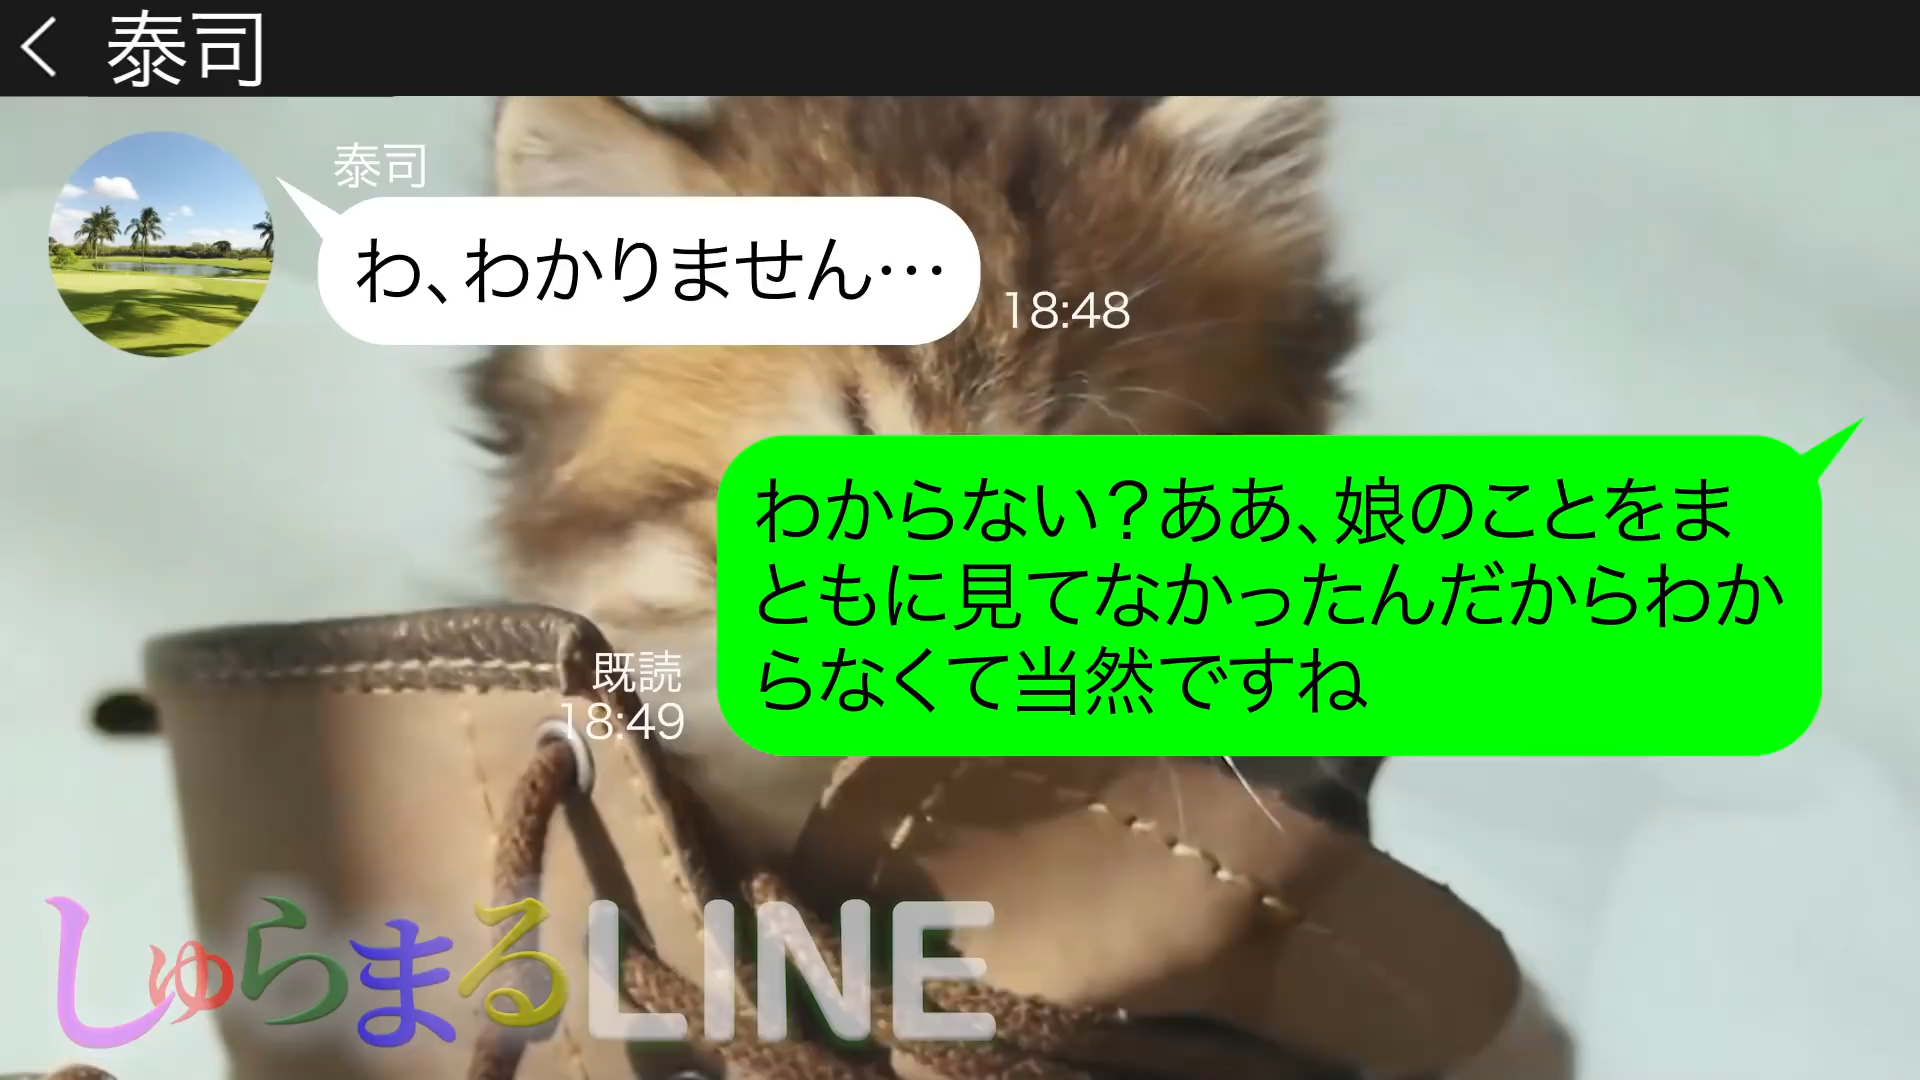 泰司
泰司
わ、わかりません…
18:48
わからない？ああ、娘のことをま
ともに見てなかったんだからわか
らなくて当然ですね
既読
18:49
しゅらまるLINE